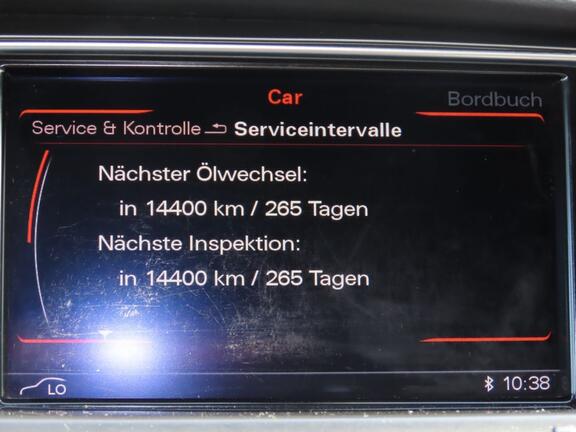 Car
Bordbuch
Service & Kontrolle Serviceintervalle
Nächster Ölwechsel:
in 14400 km / 265 Tagen
Nächste Inspektion:
in 14400 km / 265 Tagen
LO
10:38